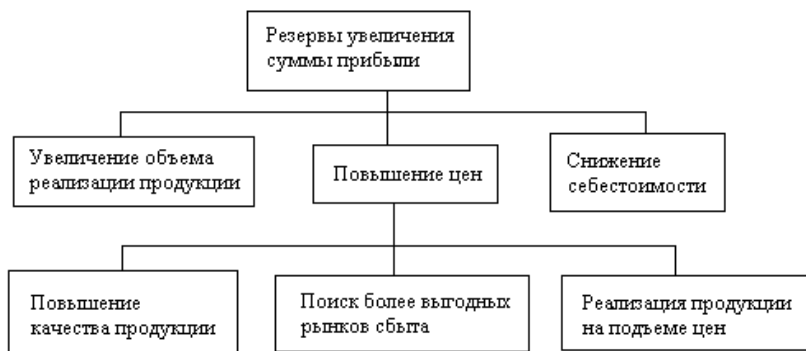 Резервы увеличения
суммы прибыли
Увеличение объема
реализации продукции
Повышение цен
Снижение
себестоимости
Повышение
качества продукции
Поиск более выгодных
рынков сбыта
Реализация продукции
на подъеме цен